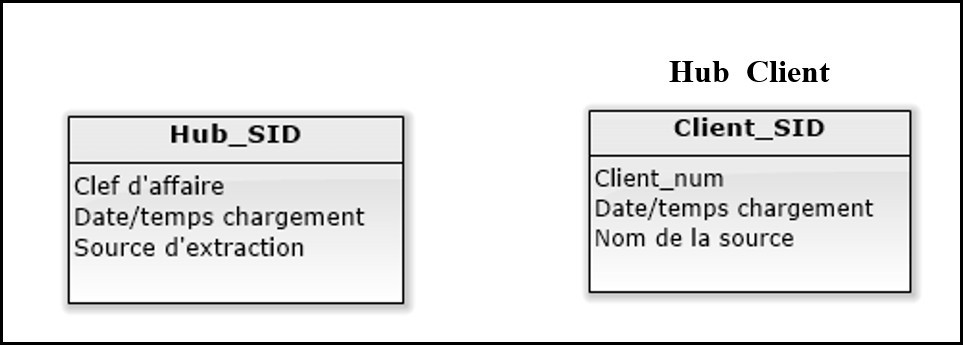 Hub_SID
Clef d'affaire
Date/temps chargement
Source d'extraction
Hub Client
Client_SID
Client_num
Date/temps chargement
Nom de la source